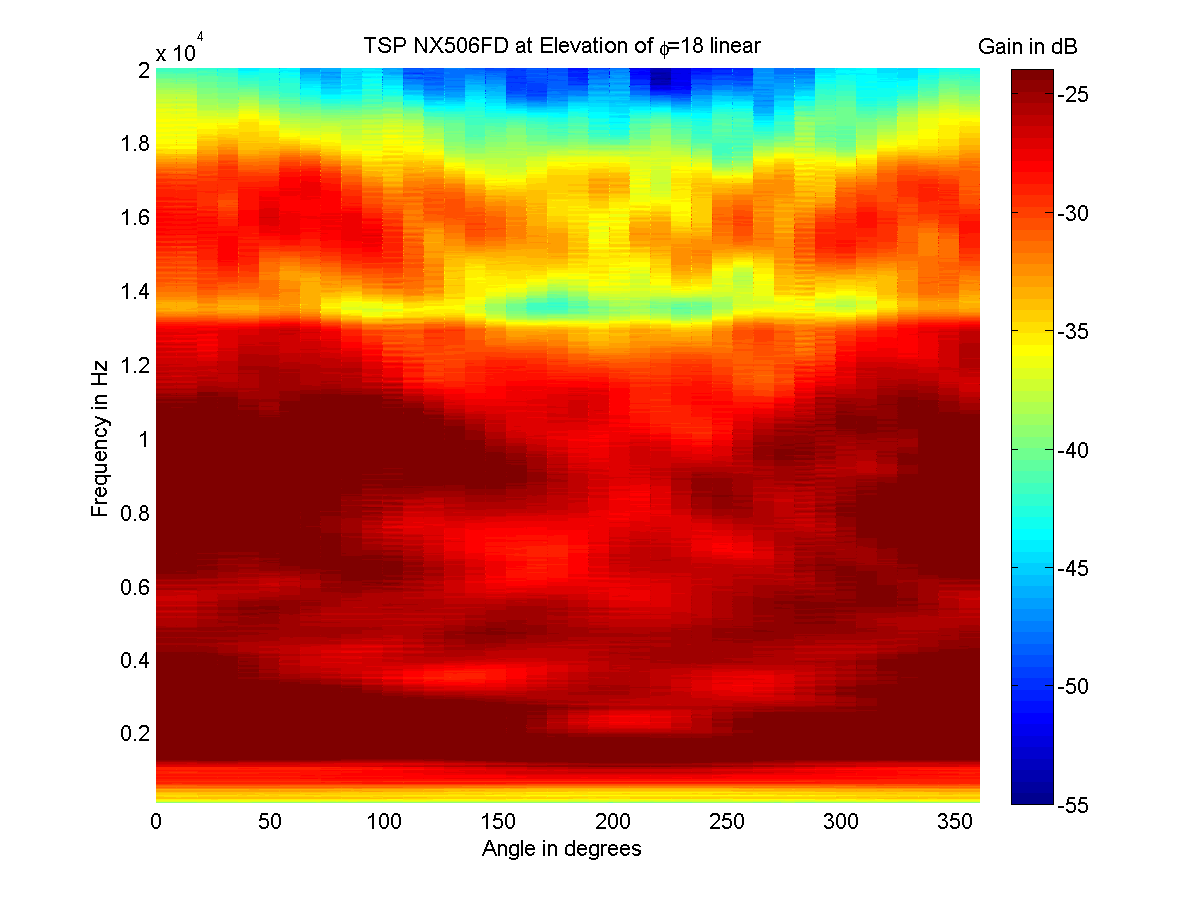 TSP NX506FD at Elevation of ϕ=18 linear
Gain in dB
x 10⁴
2
1.8
1.6
1.4
1.2
1
0.8
0.6
0.4
0.2
Frequency in Hz
0 50 100 150 200 250 300 350
Angle in degrees
-25
-30
-35
-40
-45
-50
-55